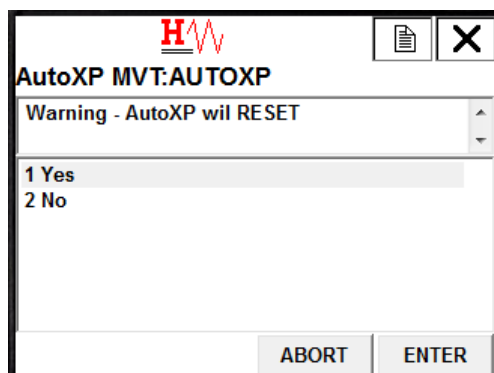 H
AutoXP MVT:AUTOXP
Warning - AutoXP wil RESET
1 Yes
2 No
ABORT ENTER